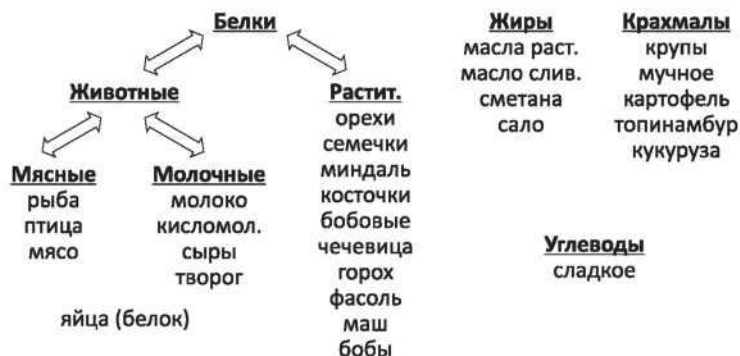 Белки
Животные
Мясные
рыба
птица
мясо
Молочные
молоко
кисломол.
сыры
творог
яйца (белок)
Растит.
орехи
семечки
миндаль
косточки
бобовые
чечевица
горох
фасоль
маш
бобы
Жиры
масла раст.
масло слив.
сметана
сало
Крахмалы
крупы
мучное
картофель
топинамбур
кукуруза
Углеводы
сладкое